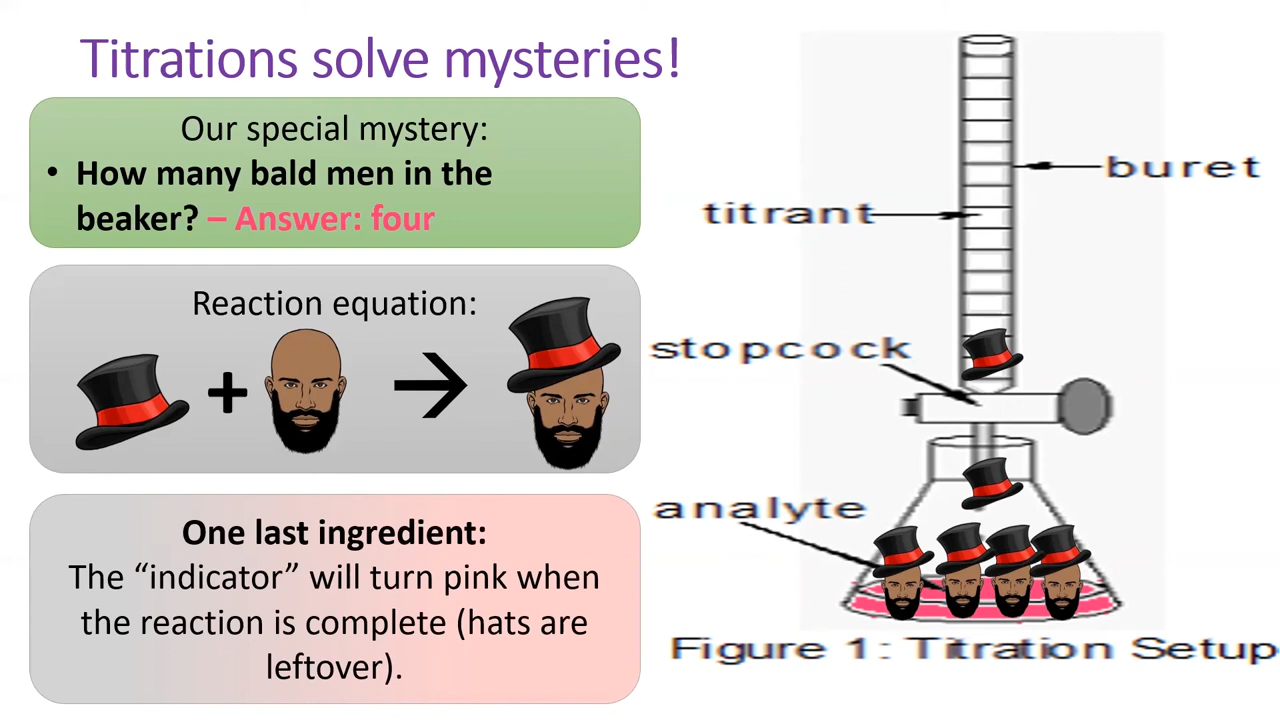 Titrations solve mysteries!
Our special mystery:
• How many bald men in the
beaker? – Answer: four
Reaction equation:
+
→
One last ingredient:
The “indicator” will turn pink when
the reaction is complete (hats are
leftover).
buret
titrant
stopcock
analyte
Figure 1: Titration Setup